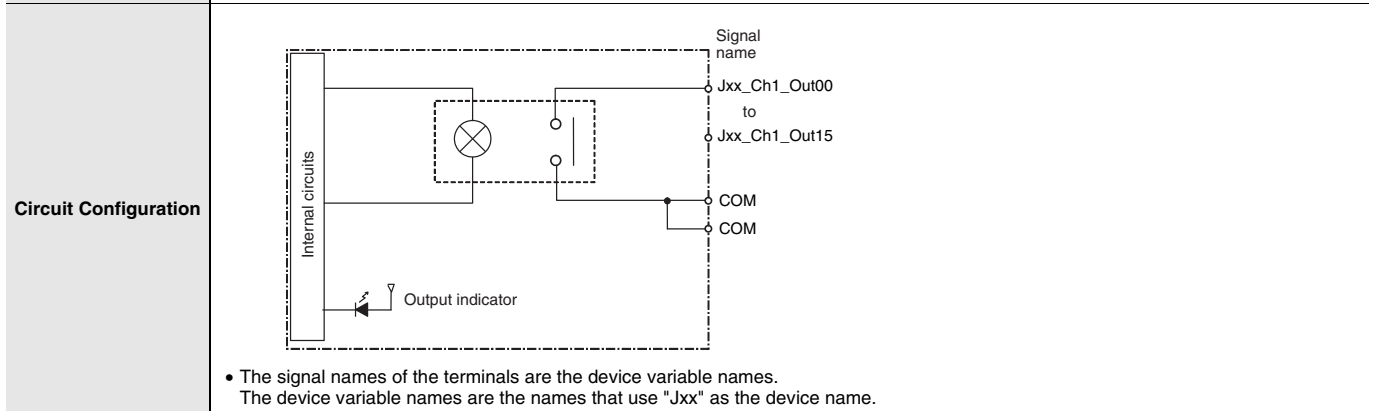 Circuit Configuration
Signal
name
Jxx_Ch1_Out00
to
Jxx_Ch1_Out15
Internal circuits
COM
COM
Output indicator
• The signal names of the terminals are the device variable names.
The device variable names are the names that use "Jxx" as the device name.